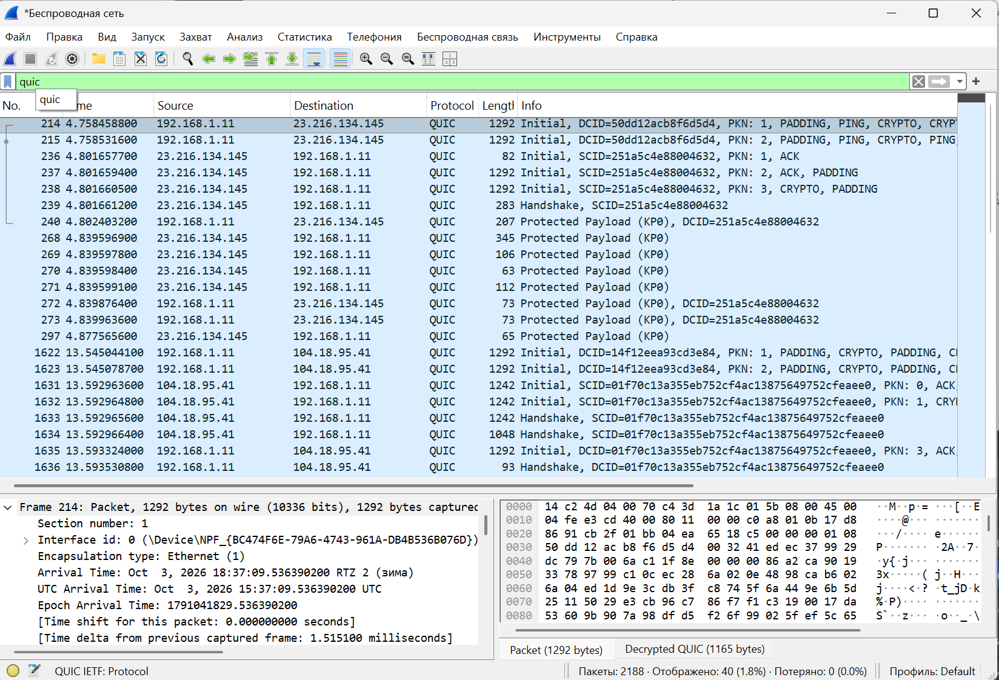 *Беспроводная сеть
Файл Правка Вид Запуск Захват Анализ Статистика Телефония Беспроводная связь Инструменты Справка
quic
quic
No. me Source Destination Protocol Length Info
214 4.758458800 192.168.1.11 23.216.134.145 QUIC 1292 Initial, DCID=50dd12acb8f6d5d4, PKN: 1, PADDING, PING, CRYPTO, CRYP
215 4.758531600 192.168.1.11 23.216.134.145 QUIC 1292 Initial, DCID=50dd12acb8f6d5d4, PKN: 2, PADDING, PING, CRYPTO, PING,
236 4.801657700 23.216.134.145 192.168.1.11 QUIC 82 Initial, SCID=251a5c4e88004632, PKN: 1, ACK
237 4.801659400 23.216.134.145 192.168.1.11 QUIC 1292 Initial, SCID=251a5c4e88004632, PKN: 2, ACK, PADDING
238 4.801660500 23.216.134.145 192.168.1.11 QUIC 1292 Initial, SCID=251a5c4e88004632, PKN: 3, CRYPTO, PADDING
239 4.801661200 23.216.134.145 192.168.1.11 QUIC 283 Handshake, SCID=251a5c4e88004632
240 4.802403200 192.168.1.11 23.216.134.145 QUIC 207 Protected Payload (KP0), DCID=251a5c4e88004632
268 4.839596900 23.216.134.145 192.168.1.11 QUIC 345 Protected Payload (KP0)
269 4.839597800 23.216.134.145 192.168.1.11 QUIC 106 Protected Payload (KP0)
270 4.839598400 23.216.134.145 192.168.1.11 QUIC 63 Protected Payload (KP0)
271 4.839599100 23.216.134.145 192.168.1.11 QUIC 112 Protected Payload (KP0)
272 4.839876400 192.168.1.11 23.216.134.145 QUIC 73 Protected Payload (KP0), DCID=251a5c4e88004632
273 4.839963600 192.168.1.11 23.216.134.145 QUIC 73 Protected Payload (KP0), DCID=251a5c4e88004632
297 4.877565600 23.216.134.145 192.168.1.11 QUIC 65 Protected Payload (KP0)
1622 13.545044100 192.168.1.11 104.18.95.41 QUIC 1292 Initial, DCID=14f12eea93cd3e84, PKN: 1, PADDING, CRYPTO, PADDING, C
1623 13.545078700 192.168.1.11 104.18.95.41 QUIC 1292 Initial, DCID=14f12eea93cd3e84, PKN: 2, PADDING, CRYPTO, PADDING, C
1631 13.592963600 104.18.95.41 192.168.1.11 QUIC 1242 Initial, SCID=01f70c13a355eb752cf4ac13875649752cfeaee0, PKN: 0, ACK,
1632 13.592964800 104.18.95.41 192.168.1.11 QUIC 1242 Initial, SCID=01f70c13a355eb752cf4ac13875649752cfeaee0, PKN: 1, CRY
1633 13.592965600 104.18.95.41 192.168.1.11 QUIC 1242 Handshake, SCID=01f70c13a355eb752cf4ac13875649752cfeaee0
1634 13.592966400 104.18.95.41 192.168.1.11 QUIC 1048 Handshake, SCID=01f70c13a355eb752cf4ac13875649752cfeaee0
1635 13.593324000 192.168.1.11 104.18.95.41 QUIC 1292 Initial, DCID=01f70c13a355eb752cf4ac13875649752cfeaee0, PKN: 3, ACK,
1636 13.593530800 192.168.1.11 104.18.95.41 QUIC 93 Handshake, DCID=01f70c13a355eb752cf4ac13875649752cfeaee0
Frame 214: Packet, 1292 bytes on wire (10336 bits), 1292 bytes captured
Section number: 1
Interface id: 0 (\Device\NPF_{BC474F6E-79A6-4743-961A-DB4B536B076D})
Encapsulation type: Ethernet (1)
Arrival Time: Oct  3, 2026 18:37:09.536390200 RTZ 2 (зима)
UTC Arrival Time: Oct  3, 2026 15:37:09.536390200 UTC
Epoch Arrival Time: 1791041829.536390200
[Time shift for this packet: 0.000000000 seconds]
[Time delta from previous captured frame: 1.515100 milliseconds]
0000 14 c2 4d 04 00 70 c4 3d 1a 1c 01 5b 08 00 45 00 ··M··p·= ···[··E
0010 04 fe e3 cd 40 00 80 11 00 00 c0 a8 01 0b 17 d8 ····@··· ········
0020 86 91 cb 2f 01 bb 04 ea 65 18 c5 00 00 00 01 08 ···/···· e·······
0030 50 dd 12 ac b8 f6 d5 d4 00 32 41 ed ec 37 99 29 P······· ·2A··7·
0040 dc 79 7b 00 6a c1 1f 8e 00 00 00 86 a2 ca 90 19 ·y{·j··· ········
0050 33 78 97 99 c1 0c ec 28 6a 02 0e 48 98 ca b6 02 3x·····( j··H····
0060 6a 04 ed 1d 9e 3c db 3f c8 74 5f 6a 44 9e 6b 5d j····<·? ·t_jD·k
0070 25 11 50 29 e3 cb 96 c7 86 f7 f1 c3 19 00 17 da %·P)···· ········
0080 53 60 9b 90 7a 98 df d5 f2 6f 99 02 5f ef 5c 65 S`··z··· ·o··_·\
Packet (1292 bytes) Decrypted QUIC (1165 bytes)
QUIC IETF: Protocol Пакеты: 2188 · Отображено: 40 (1.8%) · Потеряно: 0 (0.0%) Профиль: Default